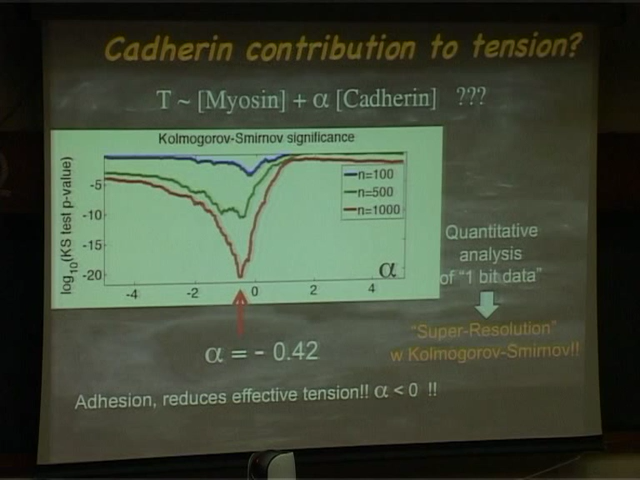 Cadherin contribution to tension?
T ~ [Myosin] + α [Cadherin] ???
Kolmogorov-Smirnov significance
log10(KS test p-value)
-5
-10
-15
-20
n=100
n=500
n=1000
α
-4 -2 0 2 4
Quantitative
analysis
of "1 bit data"
"Super-Resolution"
w Kolmogorov-Smirnov!!
α = - 0.42
Adhesion, reduces effective tension!! α < 0 !!